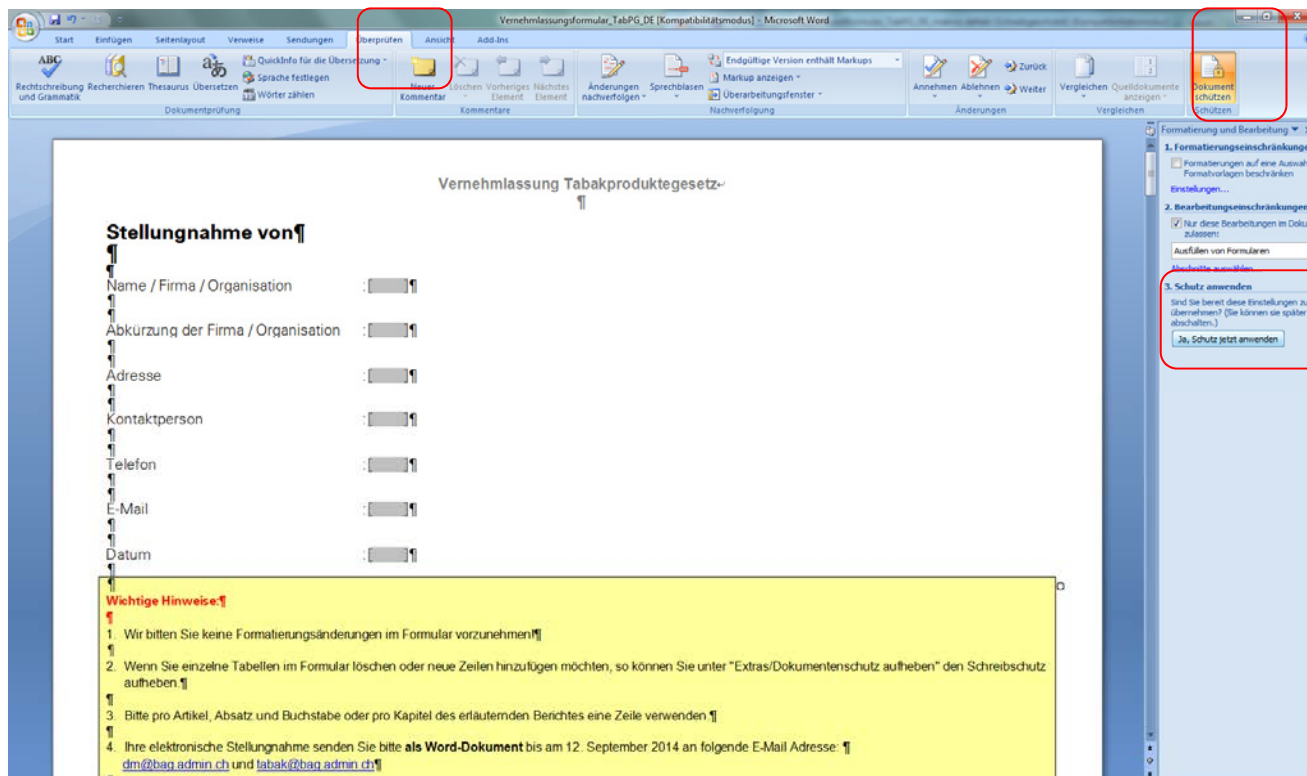 Vernehmlassungsformular_TabPG_DE [Kompatibilitätsmodus] - Microsoft Word
Start Einfügen Seitenlayout Verweise Sendungen Überprüfen Ansicht Add-Ins
ABC
Rechtschreibung und Grammatik
Recherchieren
Thesaurus
Übersetzen
QuickInfo für die Übersetzung
Sprache festlegen
Wörter zählen
Dokumentprüfung
Neuer Kommentar
Löschen
Vorheriges Element
Nächstes Element
Kommentare
Änderungen nachverfolgen
Sprechblasen
Endgültige Version enthält Markups
Markup anzeigen
Überarbeitungsfenster
Nachverfolgung
Annehmen
Ablehnen
Zurück
Weiter
Änderungen
Vergleichen
Quelldokumente anzeigen
Vergleichen
Dokument schützen
Schützen
Vernehmlassung Tabakproduktegesetz↵
¶
Stellungnahme von¶
¶
¶
Name / Firma / Organisation :[ ]¶
¶
¶
Abkürzung der Firma / Organisation :[ ]¶
¶
¶
Adresse :[ ]¶
¶
¶
Kontaktperson :[ ]¶
¶
¶
Telefon :[ ]¶
¶
¶
E-Mail :[ ]¶
¶
¶
Datum :[ ]¶
¶
¶
Wichtige Hinweise:¶
¶
1. Wir bitten Sie keine Formatierungsänderungen im Formular vorzunehmen!¶
¶
2. Wenn Sie einzelne Tabellen im Formular löschen oder neue Zeilen hinzufügen möchten, so können Sie unter "Extras/Dokumentenschutz aufheben" den Schreibschutz
aufheben.¶
¶
3. Bitte pro Artikel, Absatz und Buchstabe oder pro Kapitel des erläuternden Berichtes eine Zeile verwenden ¶
¶
4. Ihre elektronische Stellungnahme senden Sie bitte als Word-Dokument bis am 12. September 2014 an folgende E-Mail Adresse: ¶
dm@bag.admin.ch und tabak@bag.admin.ch¶
Formatierung und Bearbeitung
1. Formatierungseinschränkunge
Formatierungen auf eine Auswah
Formatvorlagen beschränken
Einstellungen...
2. Bearbeitungseinschränkungen
Nur diese Bearbeitungen im Doku
zulassen:
Ausfüllen von Formularen
Abschnitte auswählen...
3. Schutz anwenden
Sind Sie bereit diese Einstellungen zu
übernehmen? (Sie können sie später
abschalten.)
Ja, Schutz jetzt anwenden